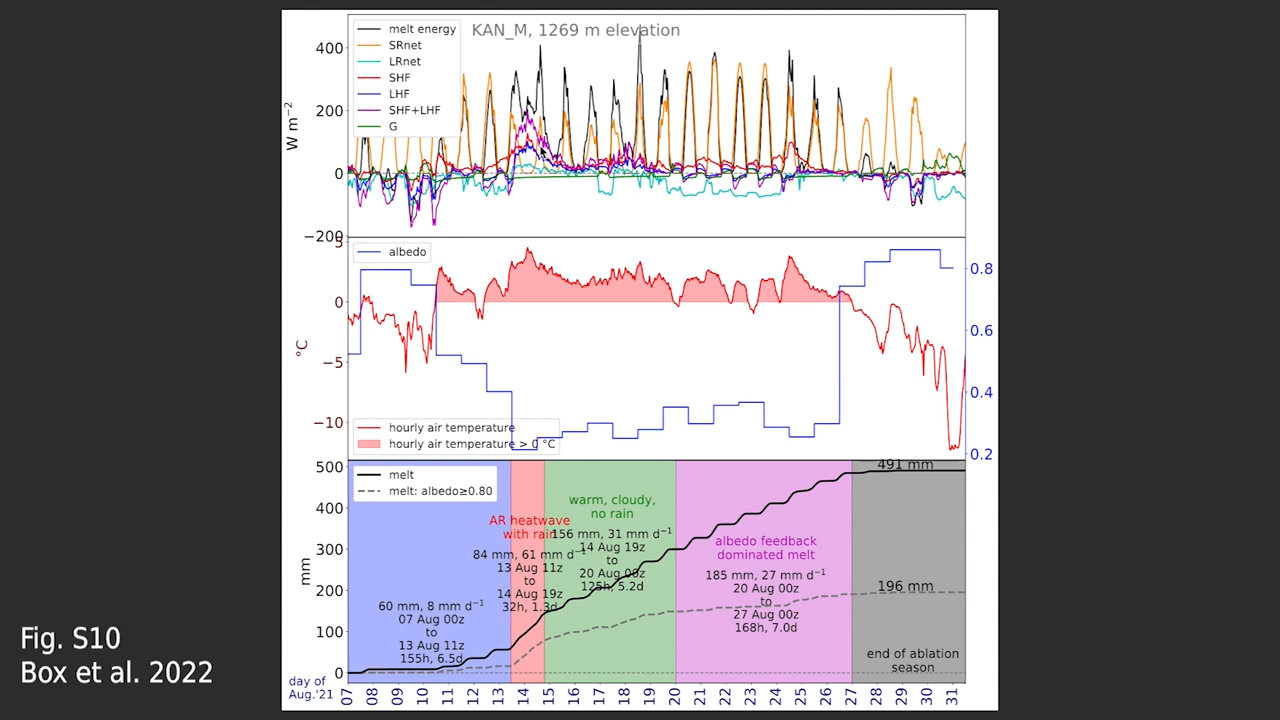 KAN_M, 1269 m elevation
melt energy
SRnet
LRnet
SHF
LHF
SHF+LHF
G
W m⁻²
400
200
0
−200
albedo
5
0
−5
−10
°C
0.8
0.6
0.4
0.2
hourly air temperature
hourly air temperature > 0 °C
500
400
300
200
100
0
mm
melt
melt: albedo≥0.80
60 mm, 8 mm d⁻¹
07 Aug 00z
to
13 Aug 11z
155h, 6.5d
AR heatwave
with rain
84 mm, 61 mm d⁻¹
13 Aug 11z
to
14 Aug 19z
32h, 1.3d
warm, cloudy,
no rain
156 mm, 31 mm d⁻¹
14 Aug 19z
to
20 Aug 00z
125h, 5.2d
albedo feedback
dominated melt
185 mm, 27 mm d⁻¹
20 Aug 00z
to
27 Aug 00z
168h, 7.0d
491 mm
196 mm
end of ablation
season
day of
Aug.'21
07 08 09 10 11 12 13 14 15 16 17 18 19 20 21 22 23 24 25 26 27 28 29 30 31
Fig. S10
Box et al. 2022